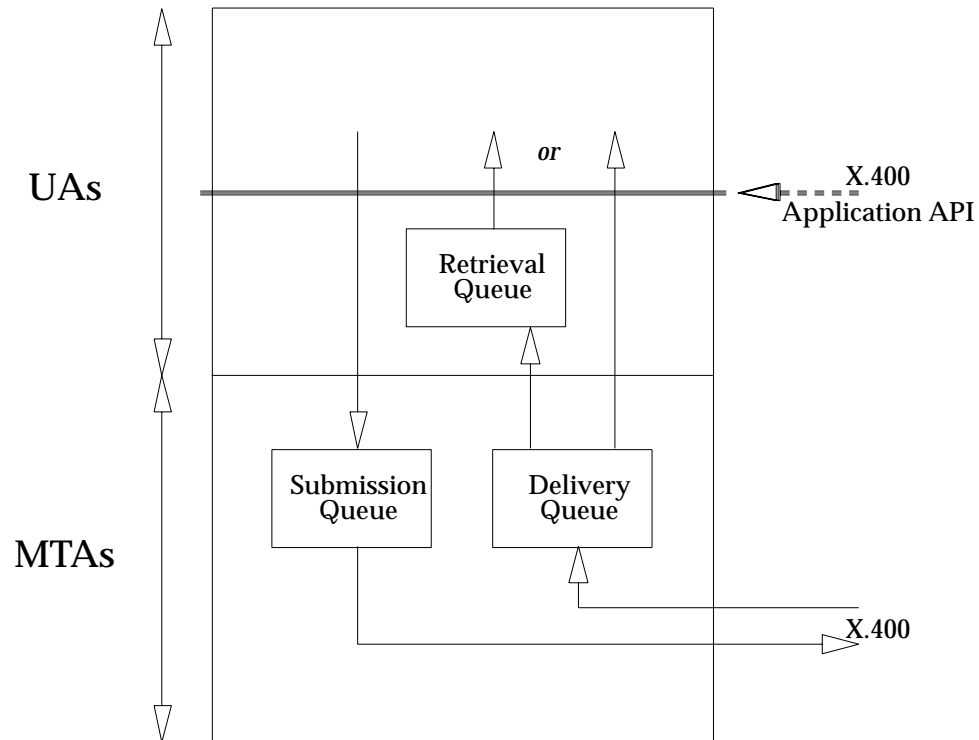 or
UAs
X.400
Application API
Retrieval
Queue
Submission
Queue
Delivery
Queue
MTAs
X.400